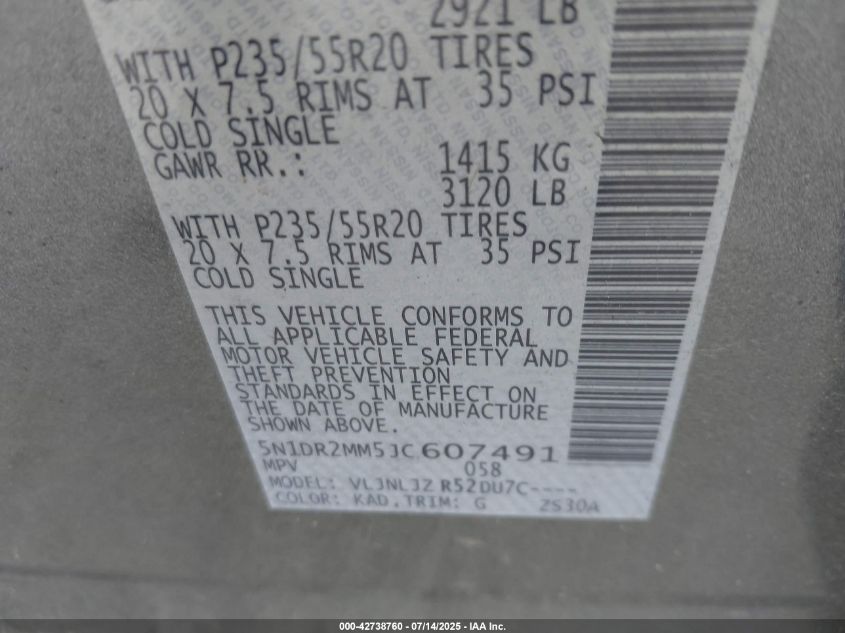 2921 LB
WITH P235/55R20 TIRES
20 X 7.5 RIMS AT 35 PSI
COLD SINGLE
GAWR RR.: 1415 KG
3120 LB
WITH P235/55R20 TIRES
20 X 7.5 RIMS AT 35 PSI
COLD SINGLE
THIS VEHICLE CONFORMS TO
ALL APPLICABLE FEDERAL
MOTOR VEHICLE SAFETY AND
THEFT PREVENTION
STANDARDS IN EFFECT ON
THE DATE OF MANUFACTURE
SHOWN ABOVE.
5N1DR2MM5JC607491
MPV 058
MODEL: VLJNLJZ R52DU7C----
COLOR: KAD.TRIM: G 2S30A
000-42738760 - 07/14/2025 - IAA Inc.